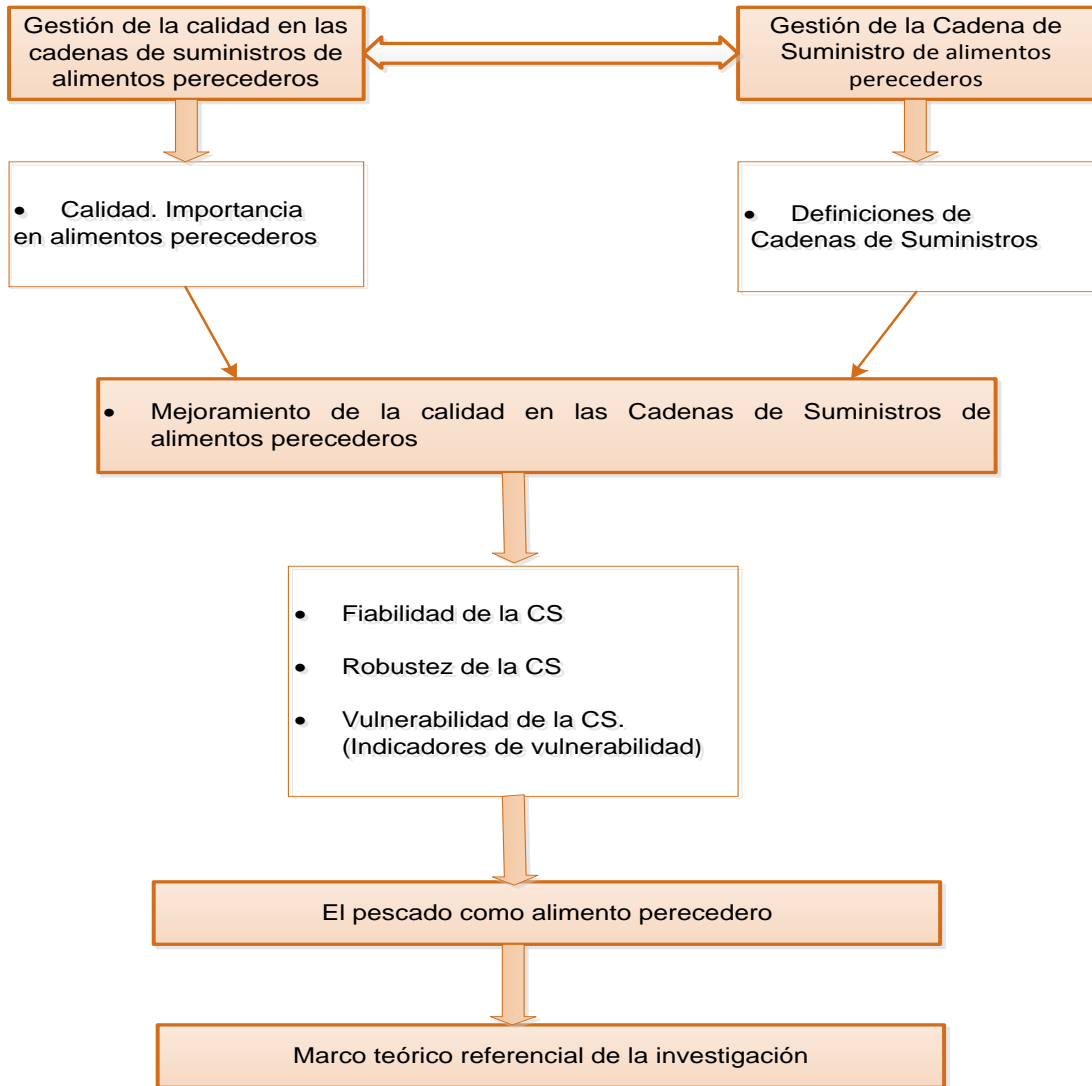 Gestión de la calidad en las
cadenas de suministros de
alimentos perecederos
Gestión de la Cadena de
Suministro de alimentos
perecederos
• Calidad. Importancia
en alimentos perecederos
• Definiciones de
Cadenas de Suministros
• Mejoramiento de la calidad en las Cadenas de Suministros de
alimentos perecederos
• Fiabilidad de la CS
• Robustez de la CS
• Vulnerabilidad de la CS.
(Indicadores de vulnerabilidad)
El pescado como alimento perecedero
Marco teórico referencial de la investigación